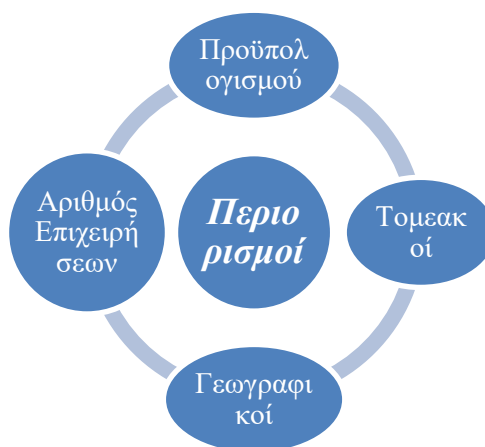 Προϋπολ
ογισμού
Αριθμός
Επιχειρή
σεων
Περιο
ρισμοί
Τομεακ
οί
Γεωγραφι
κοί